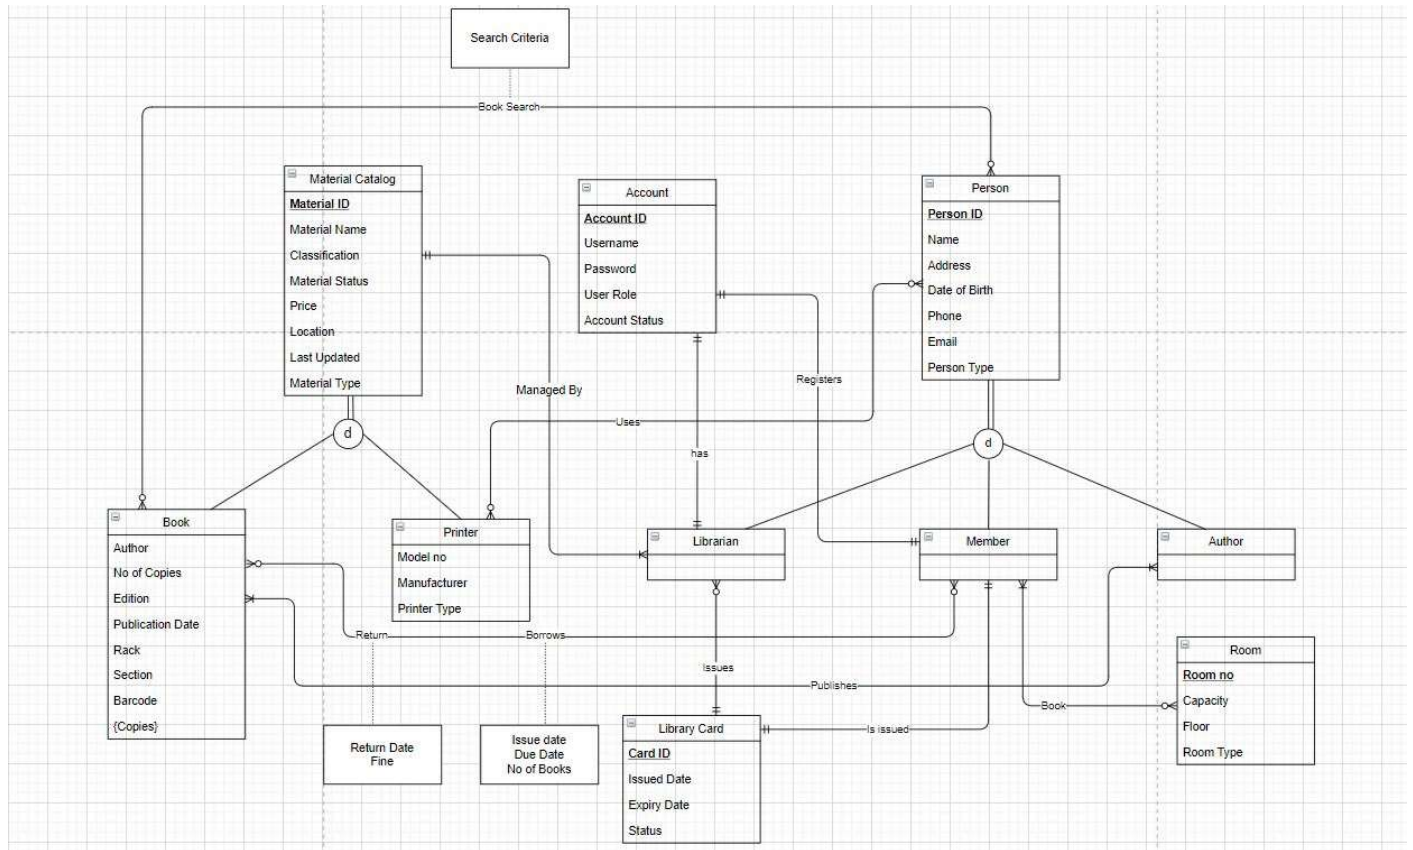 Search Criteria
Book Search
Material Catalog
Material ID
Material Name
Classification
Material Status
Price
Location
Last Updated
Material Type
d
Account
Account ID
Username
Password
User Role
Account Status
Person
Person ID
Name
Address
Date of Birth
Phone
Email
Person Type
d
Managed By
Registers
Uses
has
Book
Author
No of Copies
Edition
Publication Date
Rack
Section
Barcode
{Copies}
Printer
Model no
Manufacturer
Printer Type
Librarian
Member
Author
Return
Borrows
Issues
Publishes
Book
Is issued
Room
Room no
Capacity
Floor
Room Type
Return Date
Fine
Issue date
Due Date
No of Books
Library Card
Card ID
Issued Date
Expiry Date
Status